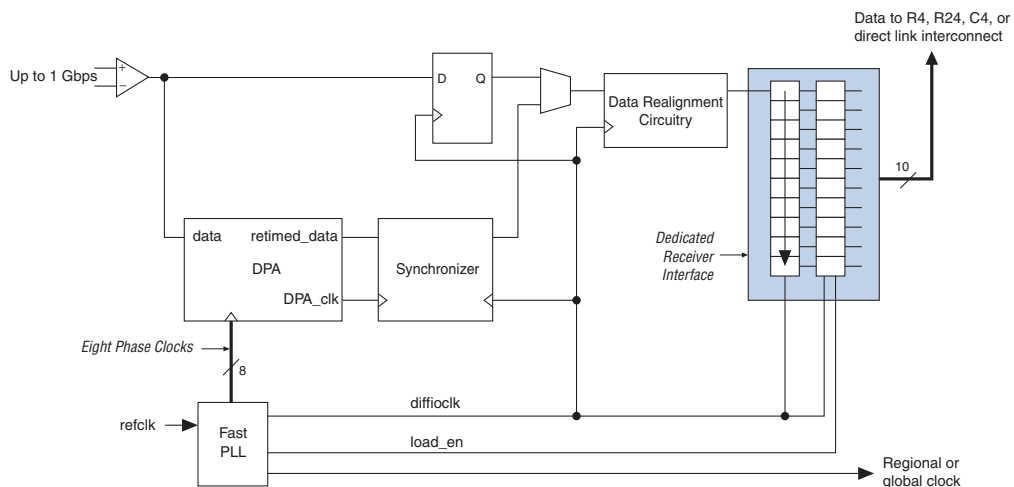 Data to R4, R24, C4, or
direct link interconnect
Up to 1 Gbps
+
–
D
Q
Data Realignment
Circuitry
10
data
retimed_data
DPA
DPA_clk
Synchronizer
Dedicated
Receiver
Interface
Eight Phase Clocks
8
diffioclk
refclk
Fast
PLL
load_en
Regional or
global clock